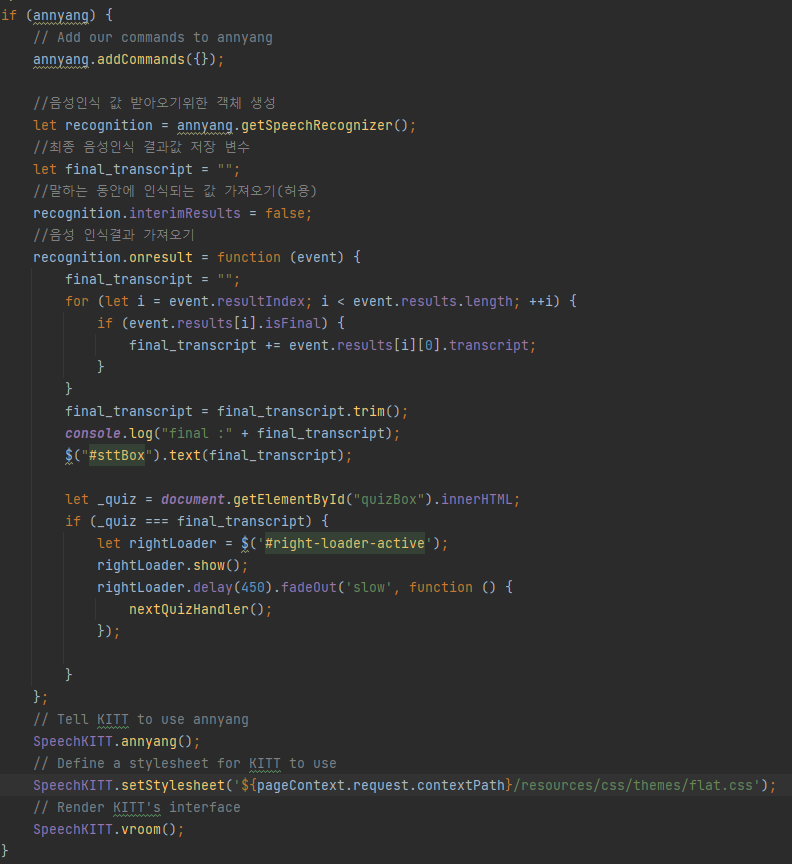 if (annyang) {
// Add our commands to annyang
annyang.addCommands({});
//음성인식 값 받아오기위한 객체 생성
let recognition = annyang.getSpeechRecognizer();
//최종 음성인식 결과값 저장 변수
let final_transcript = "";
//말하는 동안에 인식되는 값 가져오기(허용)
recognition.interimResults = false;
//음성 인식결과 가져오기
recognition.onresult = function (event) {
final_transcript = "";
for (let i = event.resultIndex; i < event.results.length; ++i) {
if (event.results[i].isFinal) {
final_transcript += event.results[i][0].transcript;
}
}
final_transcript = final_transcript.trim();
console.log("final :" + final_transcript);
$("#sttBox").text(final_transcript);
let _quiz = document.getElementById("quizBox").innerHTML;
if (_quiz === final_transcript) {
let rightLoader = $('#right-loader-active');
rightLoader.show();
rightLoader.delay(450).fadeOut('slow', function () {
nextQuizHandler();
});
}
};
// Tell KITT to use annyang
SpeechKITT.annyang();
// Define a stylesheet for KITT to use
SpeechKITT.setStylesheet('${pageContext.request.contextPath}/resources/css/themes/flat.css');
// Render KITT's interface
SpeechKITT.vroom();
}